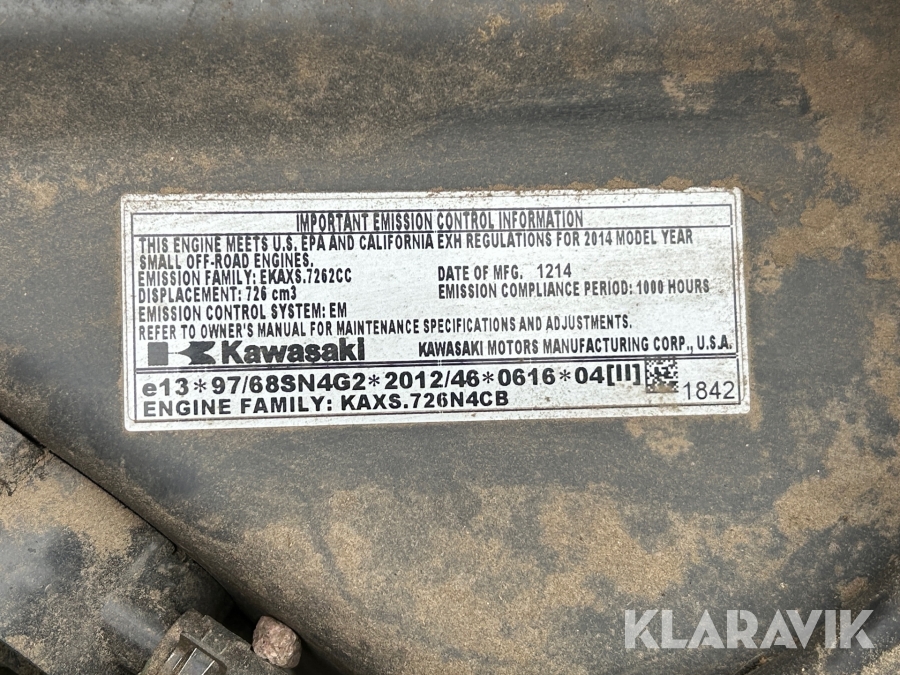 IMPORTANT EMISSION CONTROL INFORMATION
THIS ENGINE MEETS U.S. EPA AND CALIFORNIA EXH REGULATIONS FOR 2014 MODEL YEAR
SMALL OFF-ROAD ENGINES.
EMISSION FAMILY: EKAXS.7262CC DATE OF MFG. 1214
DISPLACEMENT: 726 cm3 EMISSION COMPLIANCE PERIOD: 1000 HOURS
EMISSION CONTROL SYSTEM: EM
REFER TO OWNER'S MANUAL FOR MAINTENANCE SPECIFICATIONS AND ADJUSTMENTS.
Kawasaki KAWASAKI MOTORS MANUFACTURING CORP., U.S.A.
e13*97/68SN4G2*2012/46*0616*04[II]
ENGINE FAMILY: KAXS.726N4CB 1842
KLARAVIK